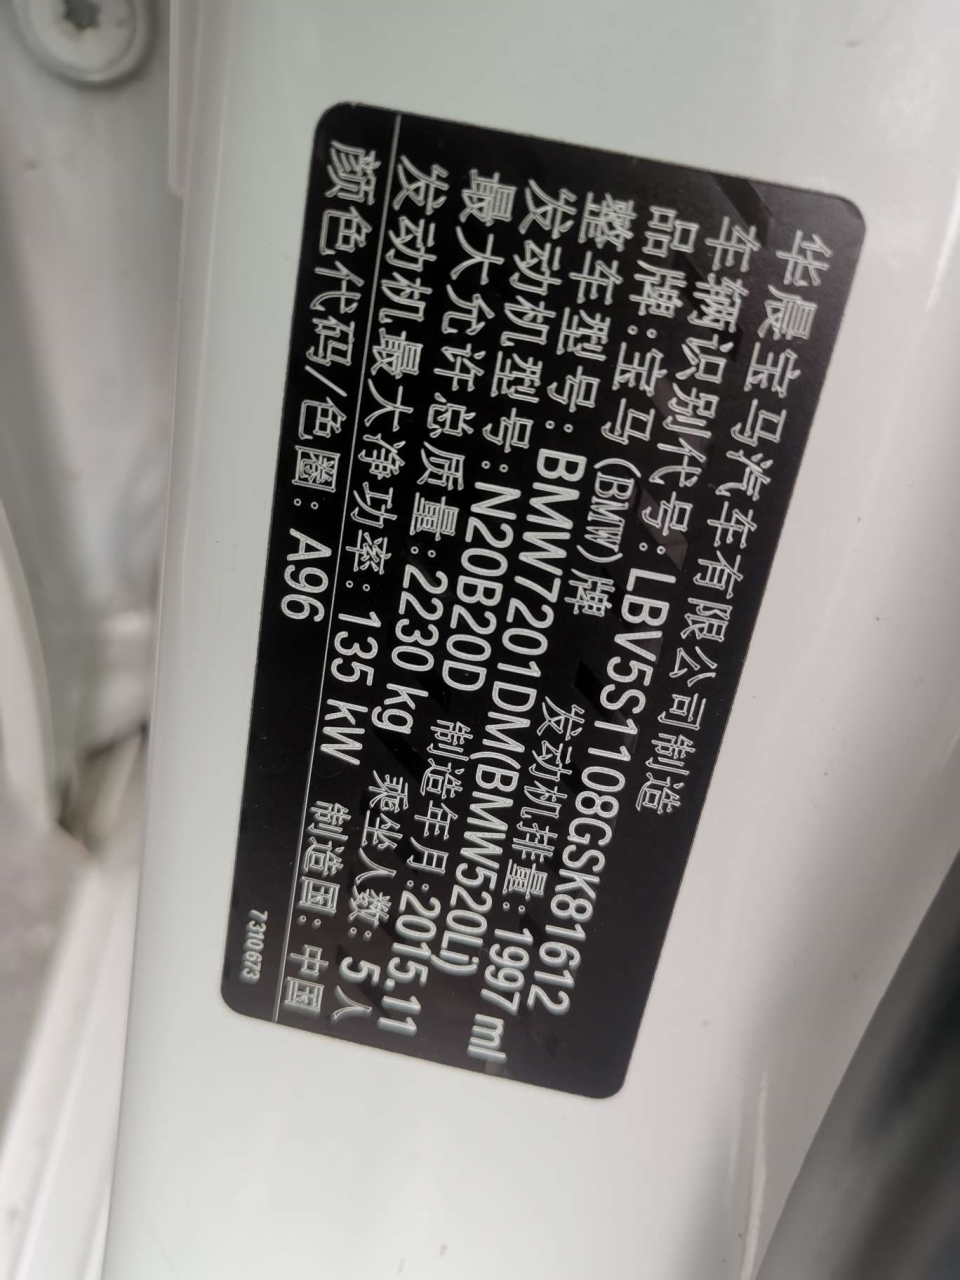 华晨宝马汽车有限公司制造
车辆识别代号:LBV5S1108GSK81612
品牌:宝马(BMW)牌 发动机排量:1997 ml
整车型号:BMW7201DM(BMW520Li)
发动机型号:N20B20D 制造年月:2015.11
最大允许总质量:2230 kg 乘坐人数:5人
发动机最大净功率:135 kW 制造国:中国
颜色代码/色圈:A96
7310673